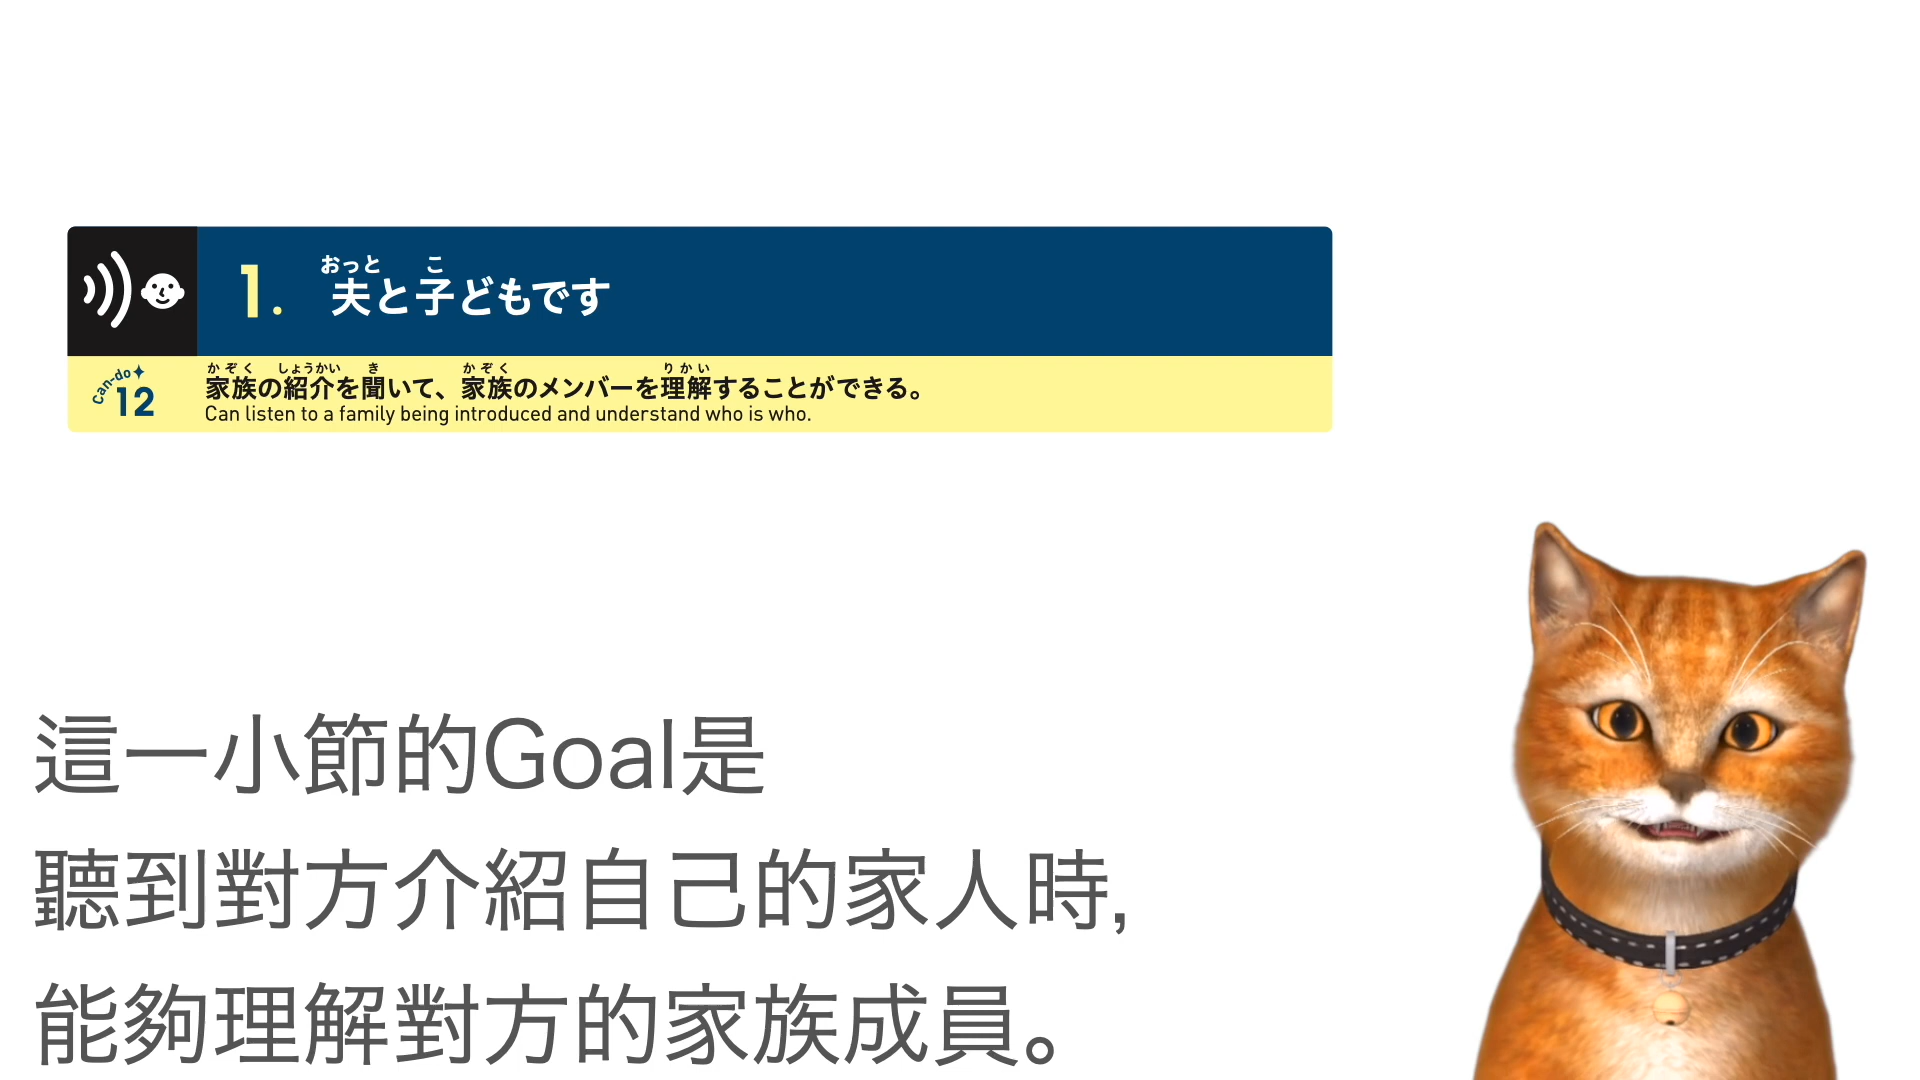 おっと こ
1. 夫と子どもです
Can-do 12
かぞく しょうかい き かぞく りかい
家族の紹介を聞いて、家族のメンバーを理解することができる。
Can listen to a family being introduced and understand who is who.
這一小節的Goal是
聽到對方介紹自己的家人時,
能夠理解對方的家族成員。